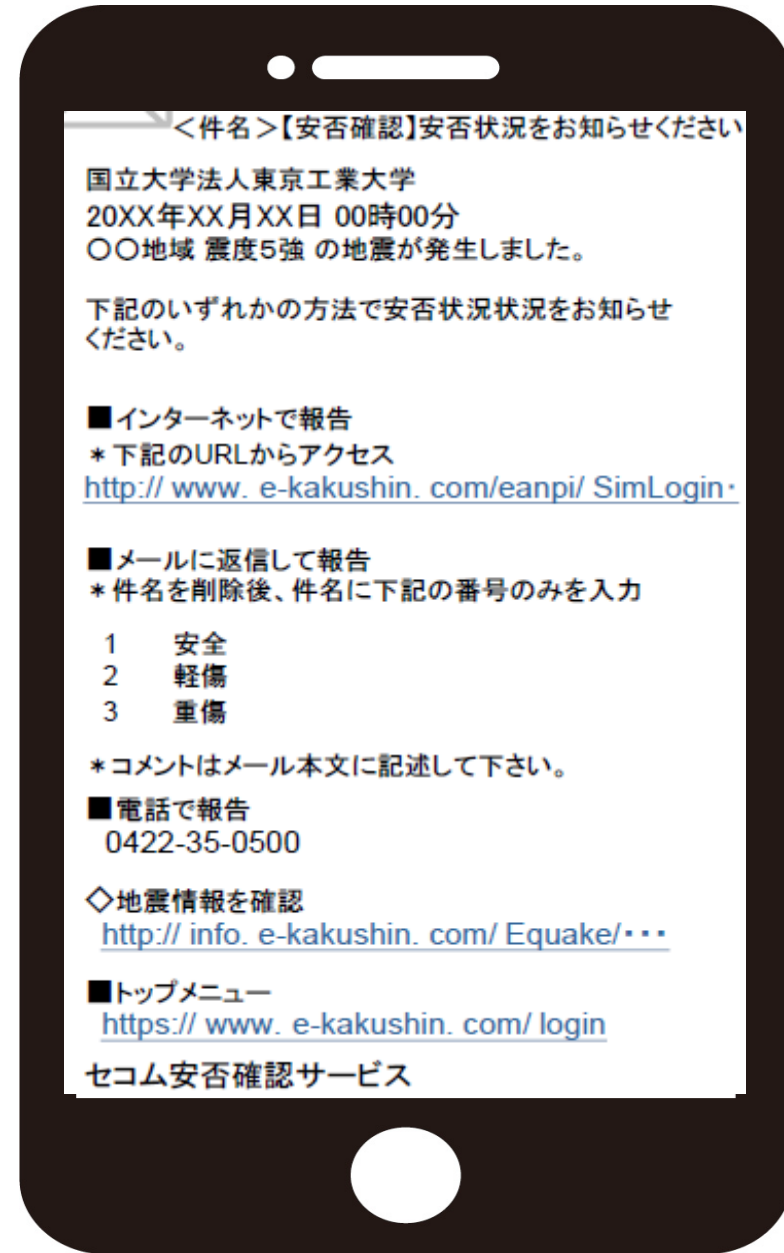 ＜件名＞【安否確認】安否状況をお知らせください
国立大学法人東京工業大学
20XX年XX月XX日 00時00分
〇〇地域 震度5強 の地震が発生しました。
下記のいずれかの方法で安否状況状況をお知らせ
ください。
■インターネットで報告
＊下記のURLからアクセス
http:// www. e-kakushin. com/eanpi/ SimLogin・
■メールに返信して報告
＊件名を削除後、件名に下記の番号のみを入力
1 安全
2 軽傷
3 重傷
＊コメントはメール本文に記述して下さい。
■電話で報告
0422-35-0500
◇地震情報を確認
http:// info. e-kakushin. com/ Equake/・・・
■トップメニュー
https:// www. e-kakushin. com/ login
セコム安否確認サービス